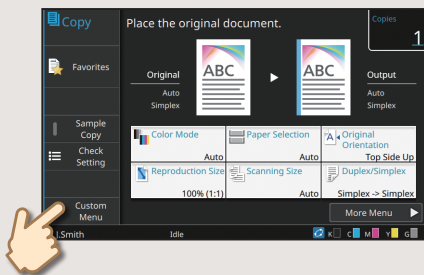 Copy
Place the original document.
Copies
1
Favorites
Original
Auto
Simplex
ABC
ABC
Output
Auto
Simplex
Sample
Copy
Check
Setting
Custom
Menu
Color Mode
Auto
Paper Selection
Auto
A
Original
Orientation
Top Side Up
Reproduction Size
100% (1:1)
Scanning Size
Auto
Duplex/Simplex
Simplex -> Simplex
More Menu
J.Smith
Idle
K
C
M
Y
G